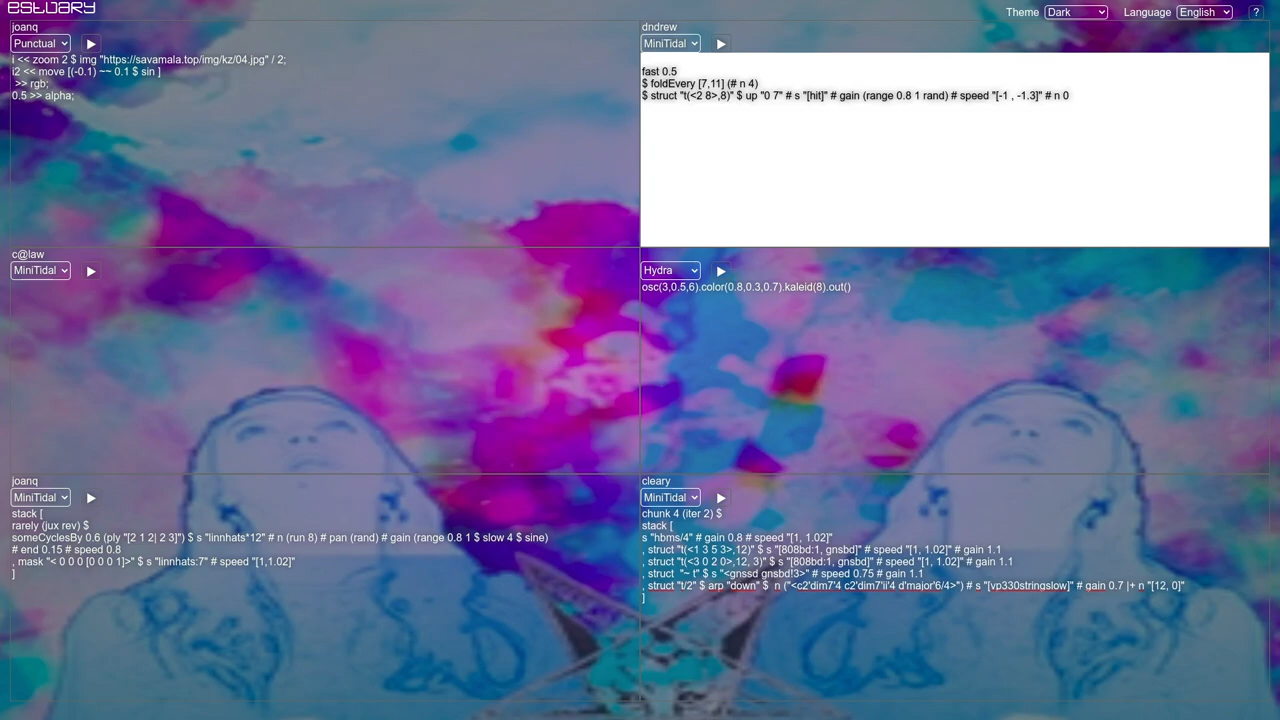 ESTUARY
Theme Dark Language English ?
joanq
Punctual
i << zoom 2 $ img "https://savamala.top/img/kz/04.jpg" / 2;
i2 << move [(-0.1) ~~ 0.1 $ sin ]
>> rgb;
0.5 >> alpha;
dndrew
MiniTidal
fast 0.5
$ foldEvery [7,11] (# n 4)
$ struct "t(<2 8>,8)" $ up "0 7" # s "[hit]" # gain (range 0.8 1 rand) # speed "[-1 , -1.3]" # n 0
c@law
MiniTidal
Hydra
osc(3,0.5,6).color(0.8,0.3,0.7).kaleid(8).out()
joanq
MiniTidal
stack [
rarely (jux rev) $
someCyclesBy 0.6 (ply "[2 1 2| 2 3]") $ s "linnhats*12" # n (run 8) # pan (rand) # gain (range 0.8 1 $ slow 4 $ sine)
# end 0.15 # speed 0.8
, mask "< 0 0 0 [0 0 0 1]>" $ s "linnhats:7" # speed "[1,1.02]"
]
cleary
MiniTidal
chunk 4 (iter 2) $
stack [
s "hbms/4" # gain 0.8 # speed "[1, 1.02]"
, struct "t(<1 3 5 3>,12)" $ s "[808bd:1, gnsbd]" # speed "[1, 1.02]" # gain 1.1
, struct "t(<3 0 2 0>,12, 3)" $ s "[808bd:1, gnsbd]" # speed "[1, 1.02]" # gain 1.1
, struct "~ t" $ s "<gnssd gnsbd!3>" # speed 0.75 # gain 1.1
, struct "t/2" $ arp "down" $ n ("<c2'dim7'4 c2'dim7'ii'4 d'major'6/4>") # s "[vp330stringslow]" # gain 0.7 |+ n "[12, 0]"
]